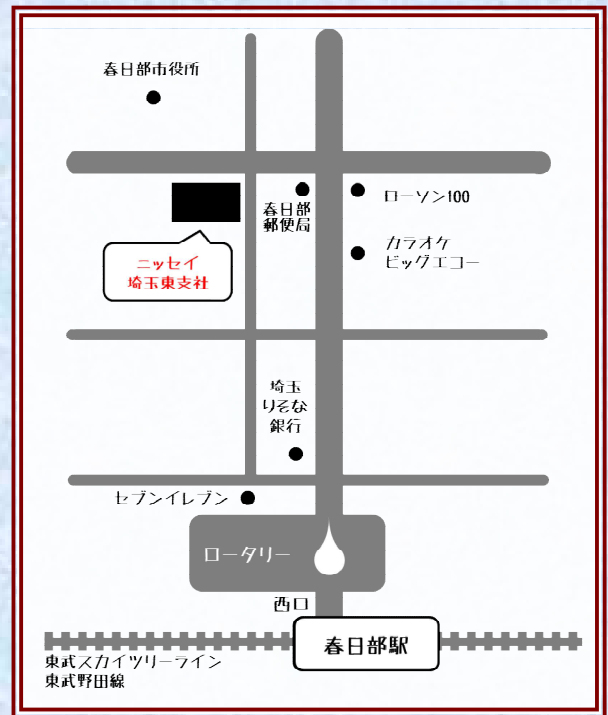 春日部市役所
ローソン100
春日部
郵便局
カラオケ
ビッグエコー
ニッセイ
埼玉東支社
埼玉
りそな
銀行
セブンイレブン
ロータリー
西口
春日部駅
東武スカイツリーライン
東武野田線